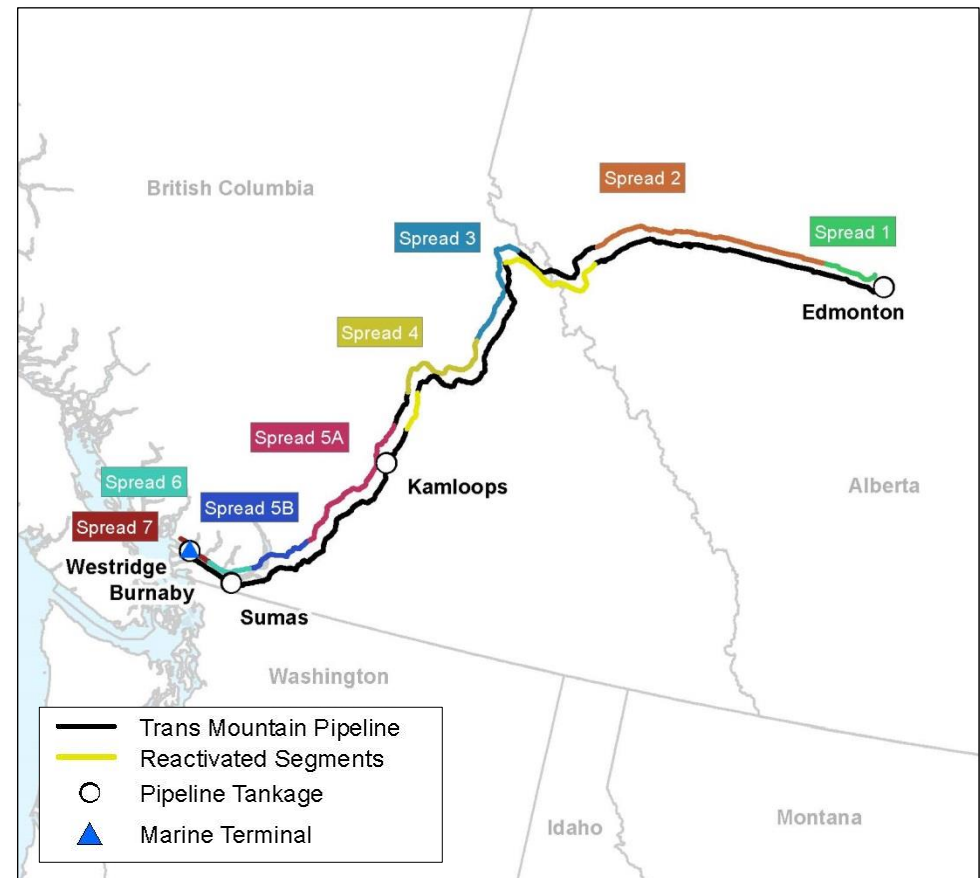 Spread 2
British Columbia
Spread 1
Spread 3
Edmonton
Spread 4
Spread 5A
Kamloops
Alberta
Spread 6
Spread 5B
Spread 7
Westridge
Burnaby
Sumas
Washington
Trans Mountain Pipeline
Reactivated Segments
Pipeline Tankage
Marine Terminal
Idaho
Montana